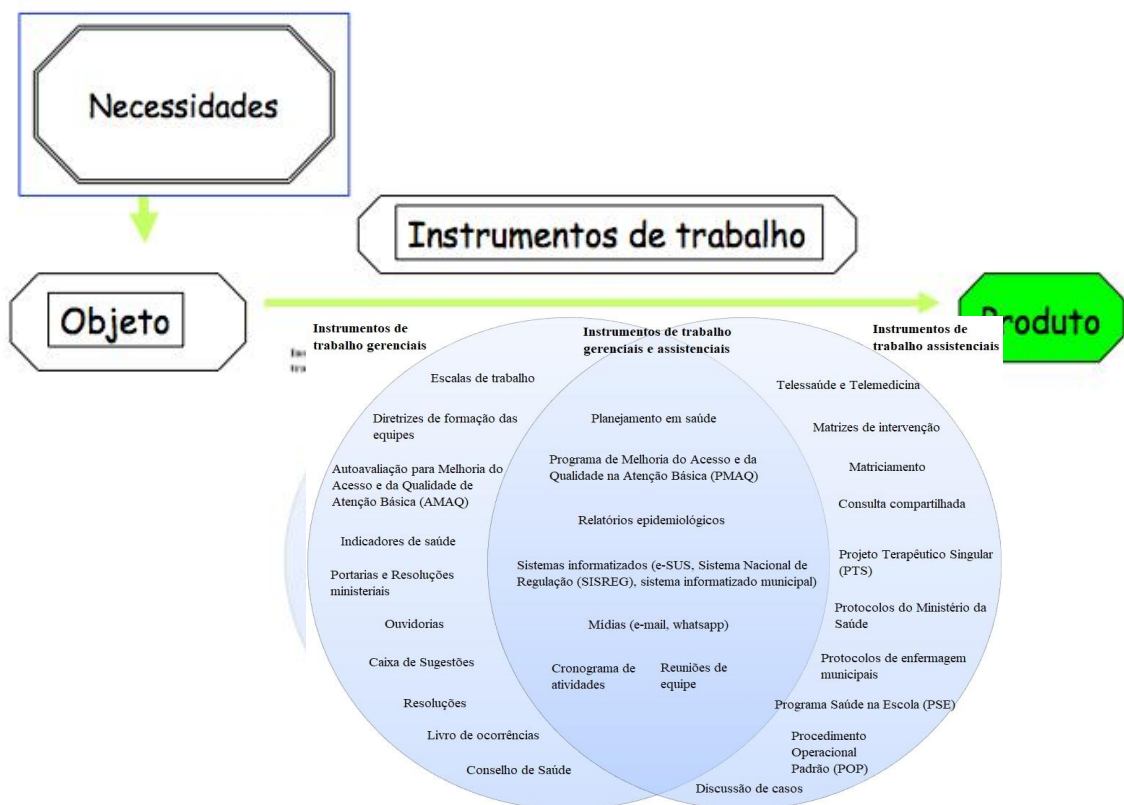 Necessidades
Instrumentos de trabalho
Objeto
Produto
Instrumentos de
trabalho gerenciais
Escalas de trabalho
Diretrizes de formação das
equipes
Autoavaliação para Melhoria do
Acesso e da Qualidade de
Atenção Básica (AMAQ)
Indicadores de saúde
Portarias e Resoluções
ministeriais
Ouvidorias
Caixa de Sugestões
Resoluções
Livro de ocorrências
Conselho de Saúde
Instrumentos de trabalho
gerenciais e assistenciais
Planejamento em saúde
Programa de Melhoria do Acesso e da
Qualidade na Atenção Básica (PMAQ)
Relatórios epidemiológicos
Sistemas informatizados (e-SUS, Sistema Nacional de
Regulação (SISREG), sistema informatizado municipal)
Mídias (e-mail, whatsapp)
Cronograma de
atividades
Reuniões de
equipe
Instrumentos de
trabalho assistenciais
Telessaúde e Telemedicina
Matrizes de intervenção
Matriciamento
Consulta compartilhada
Projeto Terapêutico Singular
(PTS)
Protocolos do Ministério da
Saúde
Protocolos de enfermagem
municipais
Programa Saúde na Escola (PSE)
Procedimento
Operacional
Padrão (POP)
Discussão de casos